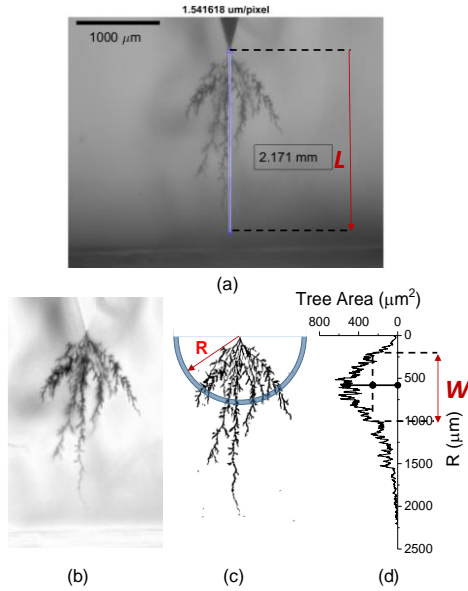 1.541618 um/pixel
1000 μm
2.171 mm
L
(a)
Tree Area (μm²)
800 400 0
R
0
500
W
1000
1500
2000
2500
R (μm)
(b) (c) (d)